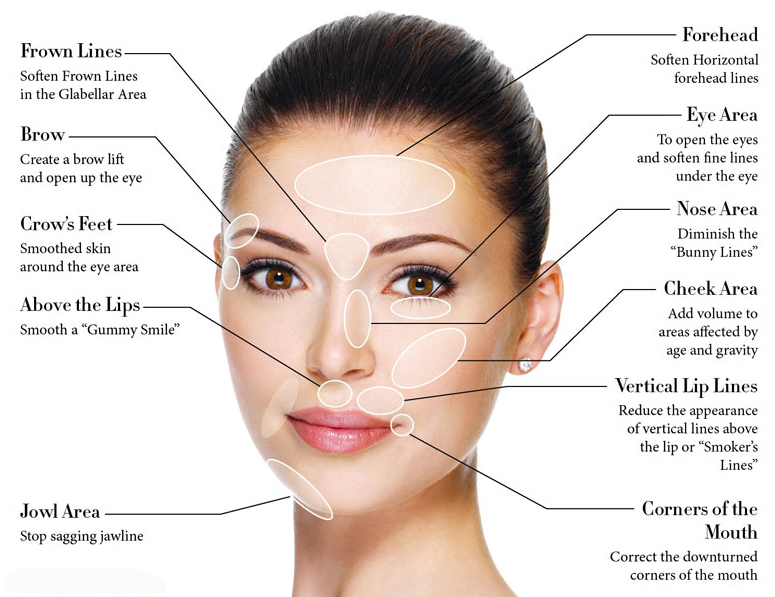 Frown Lines
Soften Frown Lines
in the Glabellar Area
Brow
Create a brow lift
and open up the eye
Crow's Feet
Smoothed skin
around the eye area
Above the Lips
Smooth a “Gummy Smile”
Jowl Area
Stop sagging jawline
Forehead
Soften Horizontal
forehead lines
Eye Area
To open the eyes
and soften fine lines
under the eye
Nose Area
Diminish the
“Bunny Lines”
Cheek Area
Add volume to
areas affected by
age and gravity
Vertical Lip Lines
Reduce the appearance
of vertical lines above
the lip or “Smoker's
Lines”
Corners of the
Mouth
Correct the downturned
corners of the mouth